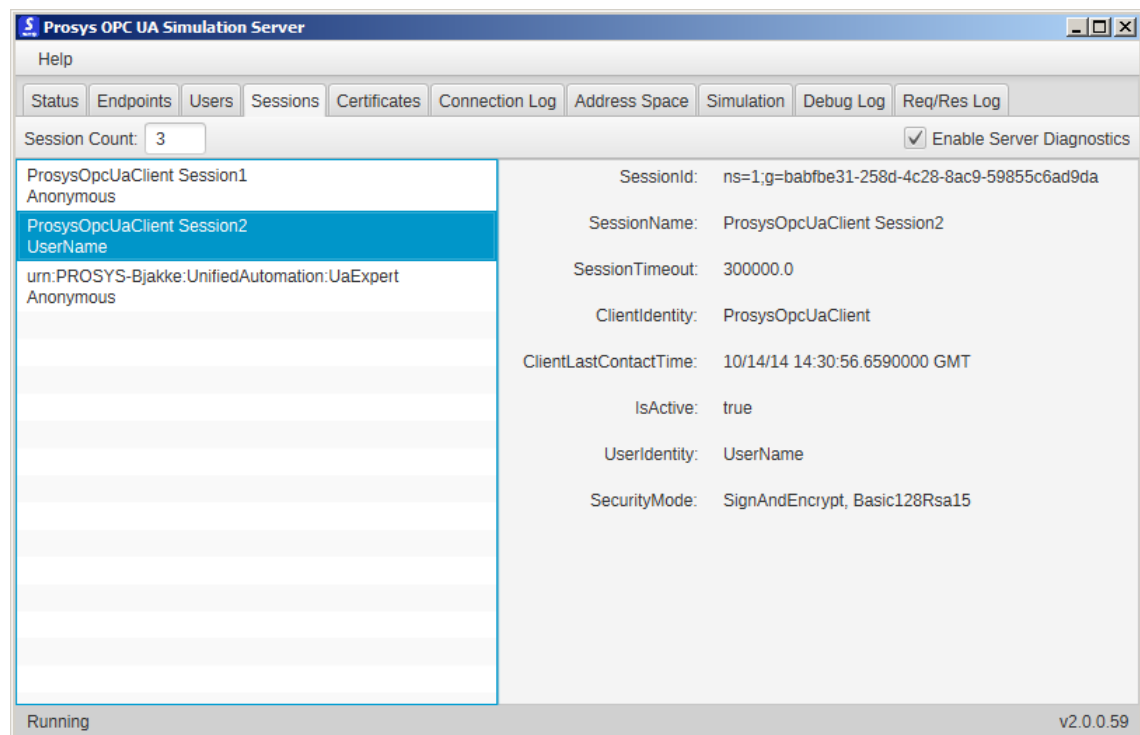 Prosys OPC UA Simulation Server
Help
Status Endpoints Users Sessions Certificates Connection Log Address Space Simulation Debug Log Req/Res Log
Session Count: 3 Enable Server Diagnostics
ProsysOpcUaClient Session1
Anonymous
ProsysOpcUaClient Session2
UserName
urn:PROSYS-Bjakke:UnifiedAutomation:UaExpert
Anonymous
SessionId: ns=1;g=babfbe31-258d-4c28-8ac9-59855c6ad9da
SessionName: ProsysOpcUaClient Session2
SessionTimeout: 300000.0
ClientIdentity: ProsysOpcUaClient
ClientLastContactTime: 10/14/14 14:30:56.6590000 GMT
IsActive: true
UserIdentity: UserName
SecurityMode: SignAndEncrypt, Basic128Rsa15
Running v2.0.0.59